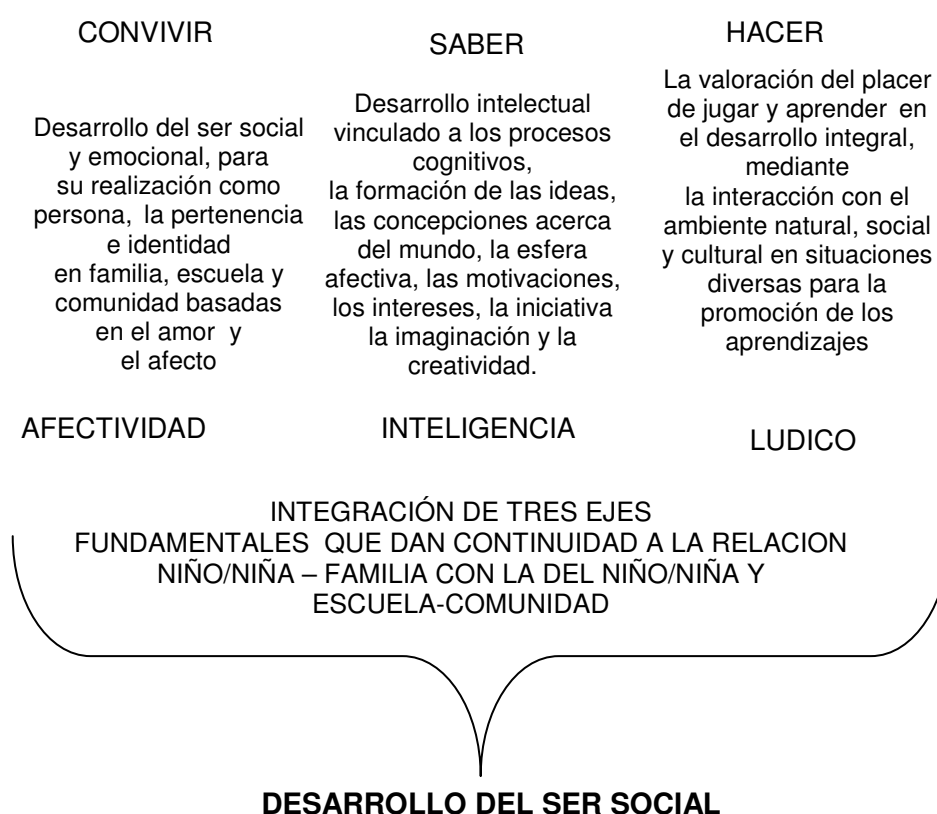 CONVIVIR
Desarrollo del ser social
y emocional, para
su realización como
persona, la pertenencia
e identidad
en familia, escuela y
comunidad basadas
en el amor y
el afecto
AFECTIVIDAD
SABER
Desarrollo intelectual
vinculado a los procesos
cognitivos,
la formación de las ideas,
las concepciones acerca
del mundo, la esfera
afectiva, las motivaciones,
los intereses, la iniciativa
la imaginación y la
creatividad.
INTELIGENCIA
HACER
La valoración del placer
de jugar y aprender en
el desarrollo integral,
mediante
la interacción con el
ambiente natural, social
y cultural en situaciones
diversas para la
promoción de los
aprendizajes
LUDICO
INTEGRACIÓN DE TRES EJES
FUNDAMENTALES QUE DAN CONTINUIDAD A LA RELACION
NIÑO/NIÑA – FAMILIA CON LA DEL NIÑO/NIÑA Y
ESCUELA-COMUNIDAD
DESARROLLO DEL SER SOCIAL